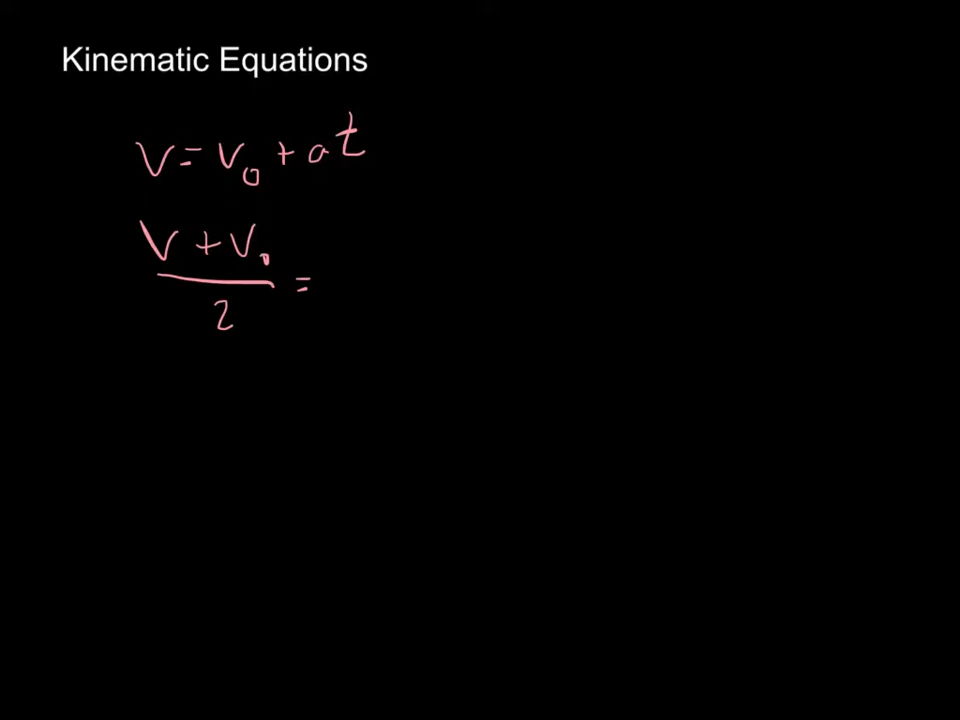 Kinematic Equations
v = v₀ + at
v + v₀
2 =